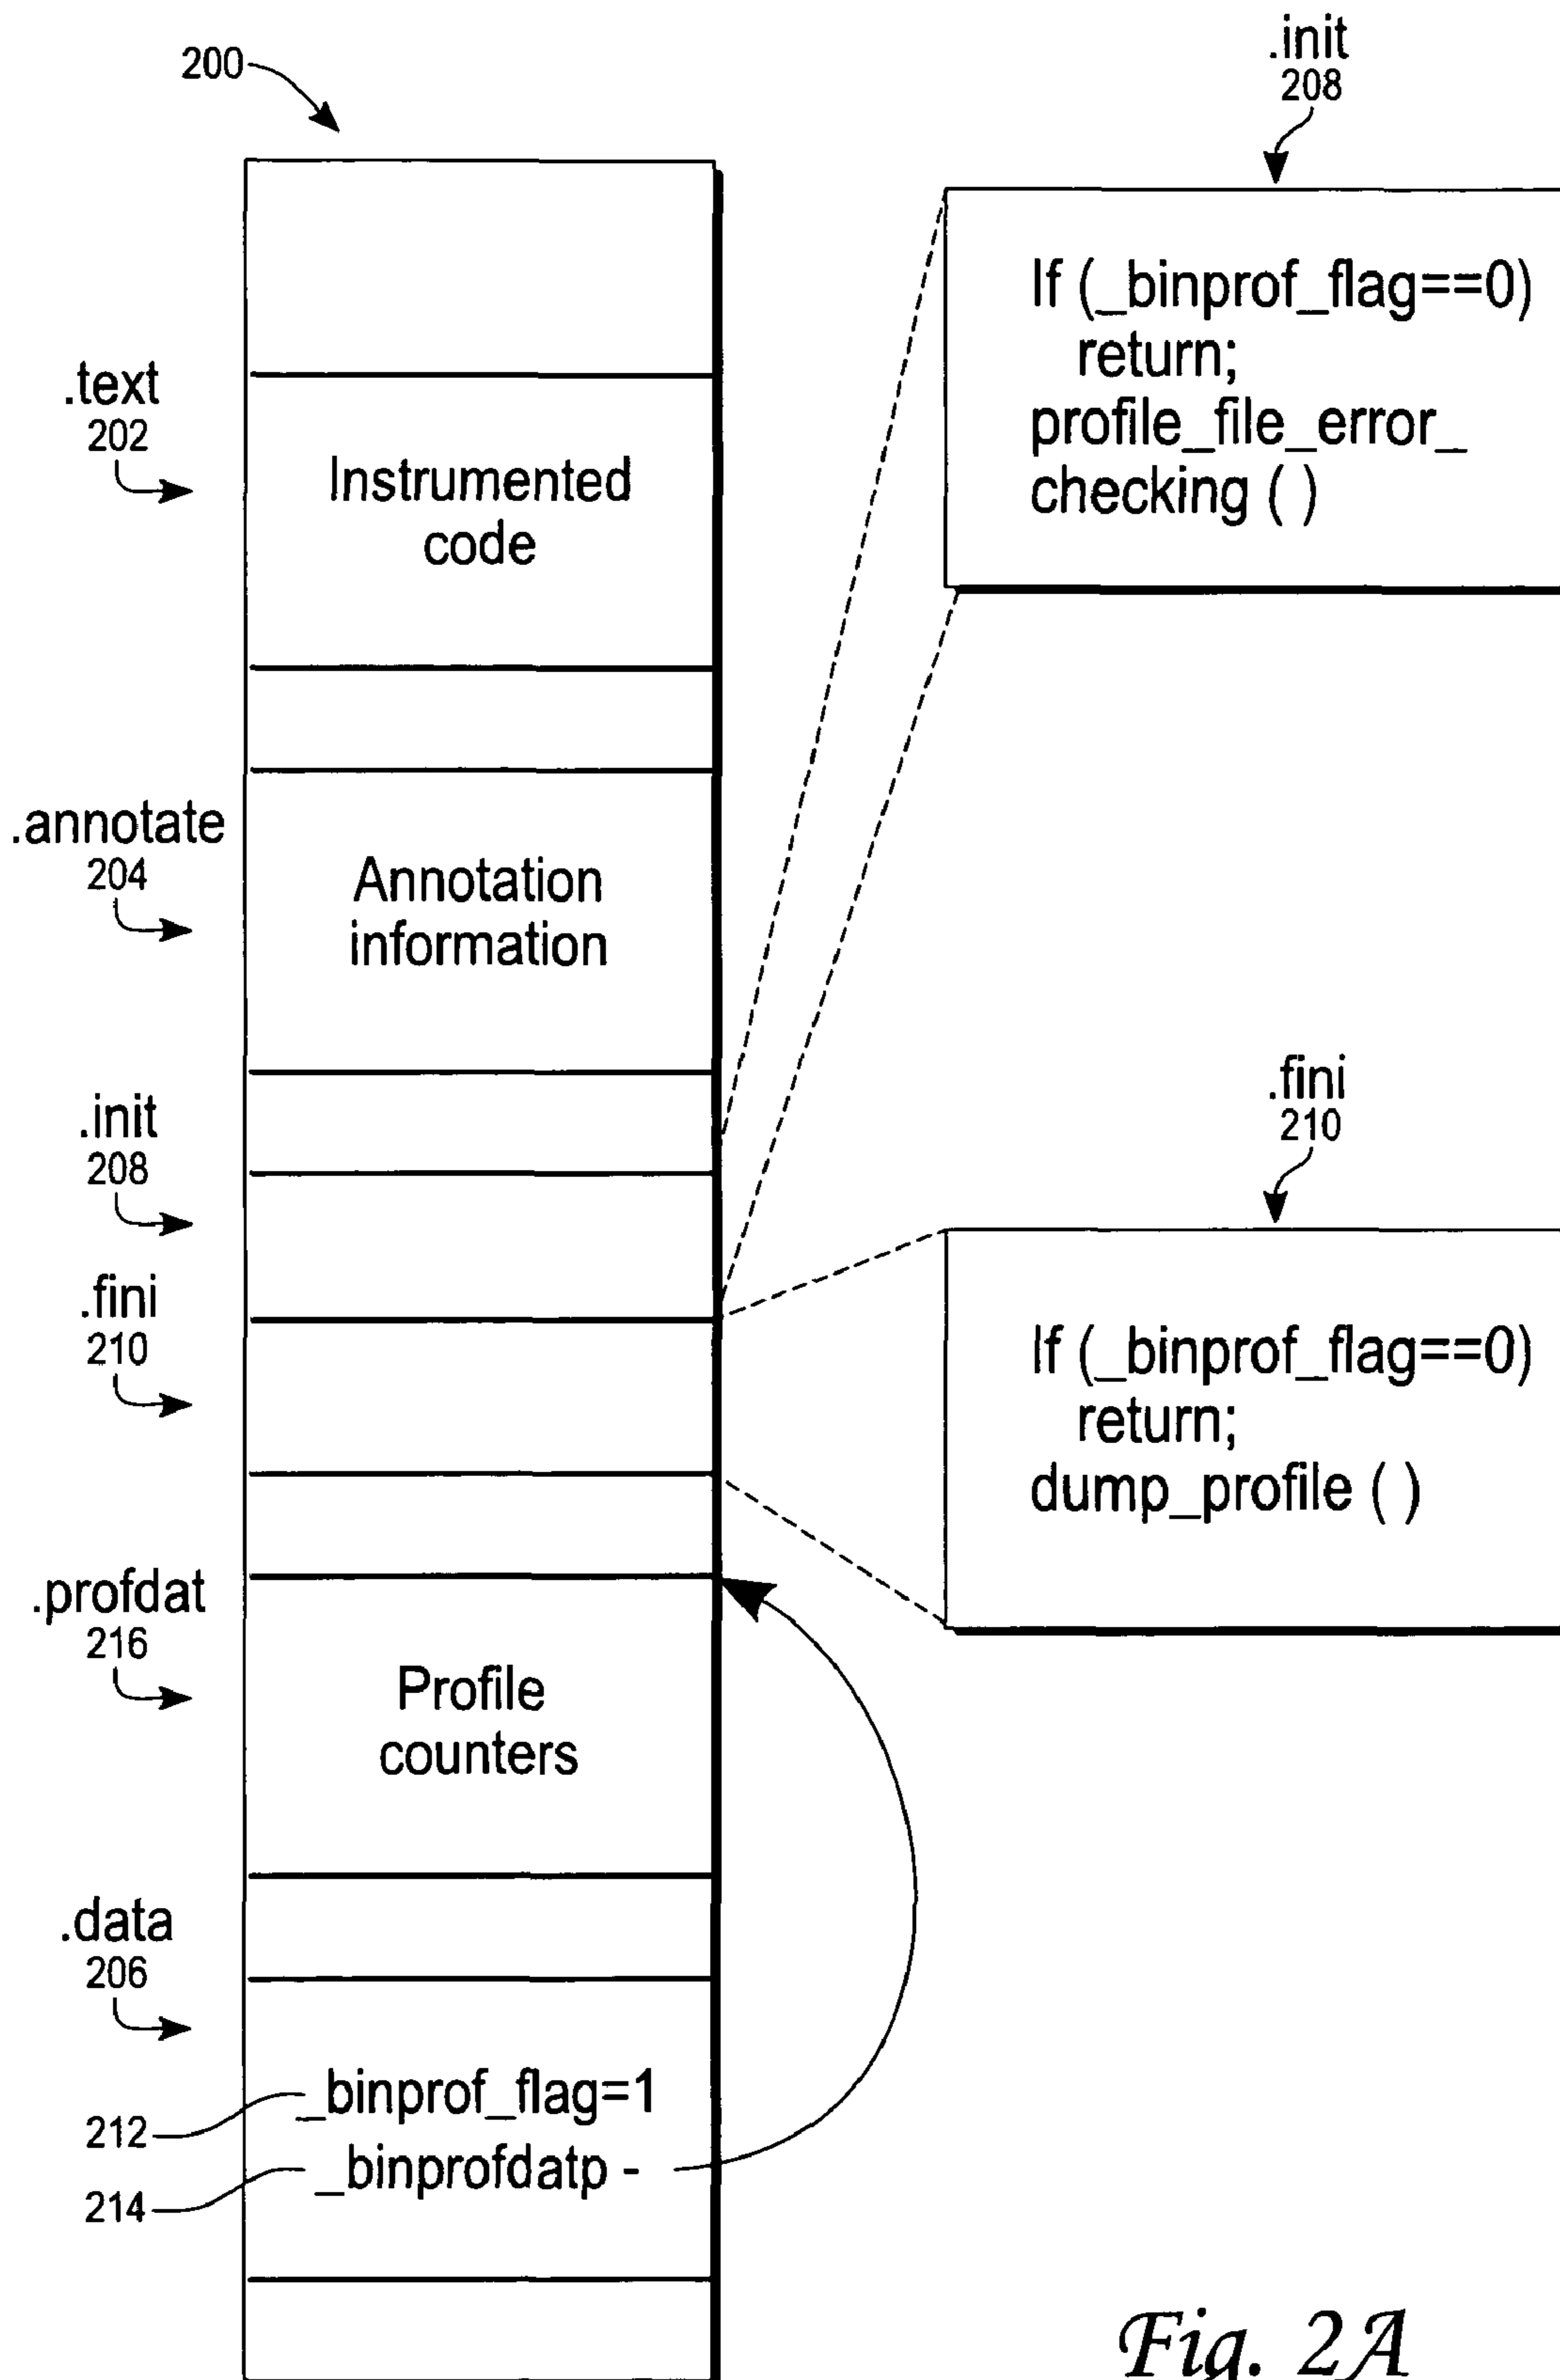 200
.init
208
If (_binprof_flag==0)
return;
profile_file_error_
checking ( )
.text
202
Instrumented
code
.annotate
204
Annotation
information
.init
208
.fini
210
.fini
210
If (_binprof_flag==0)
return;
dump_profile ( )
.profdat
216
Profile
counters
.data
206
_binprof_flag=1
212
_binprofdatp -
214
Fig. 2A